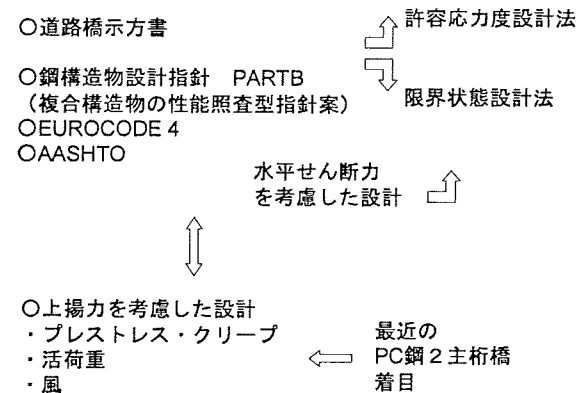 ○道路橋示方書
許容応力度設計法
○鋼構造物設計指針 PARTB
(複合構造物の性能照査型指針案)
限界状態設計法
○EUROCODE 4
○AASHTO
水平せん断力
を考慮した設計
○上揚力を考慮した設計
・プレストレス・クリープ
・活荷重
・風
最近の
PC鋼2主桁橋
着目